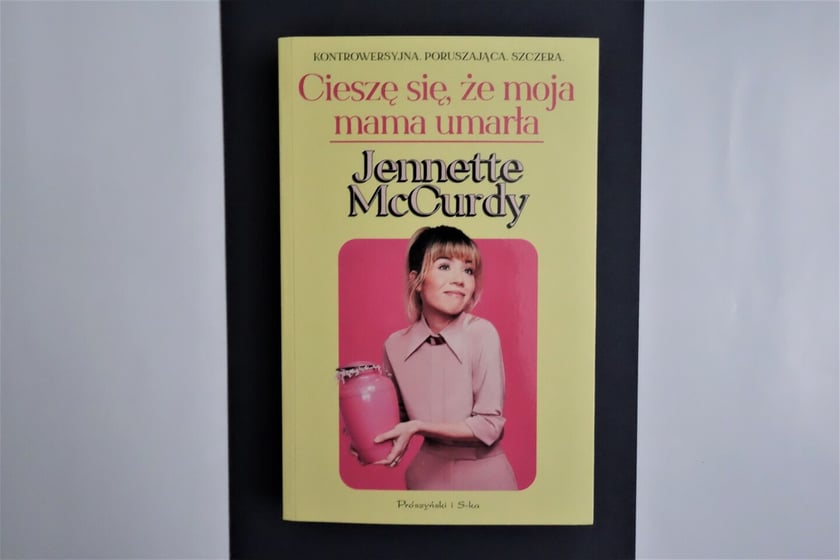 KONTROWERSYJNA. PORUSZAJĄCA. SZCZERA.
Cieszę się, że moja
mama umarła
Jennette
McCurdy
Prószyński i S-ka